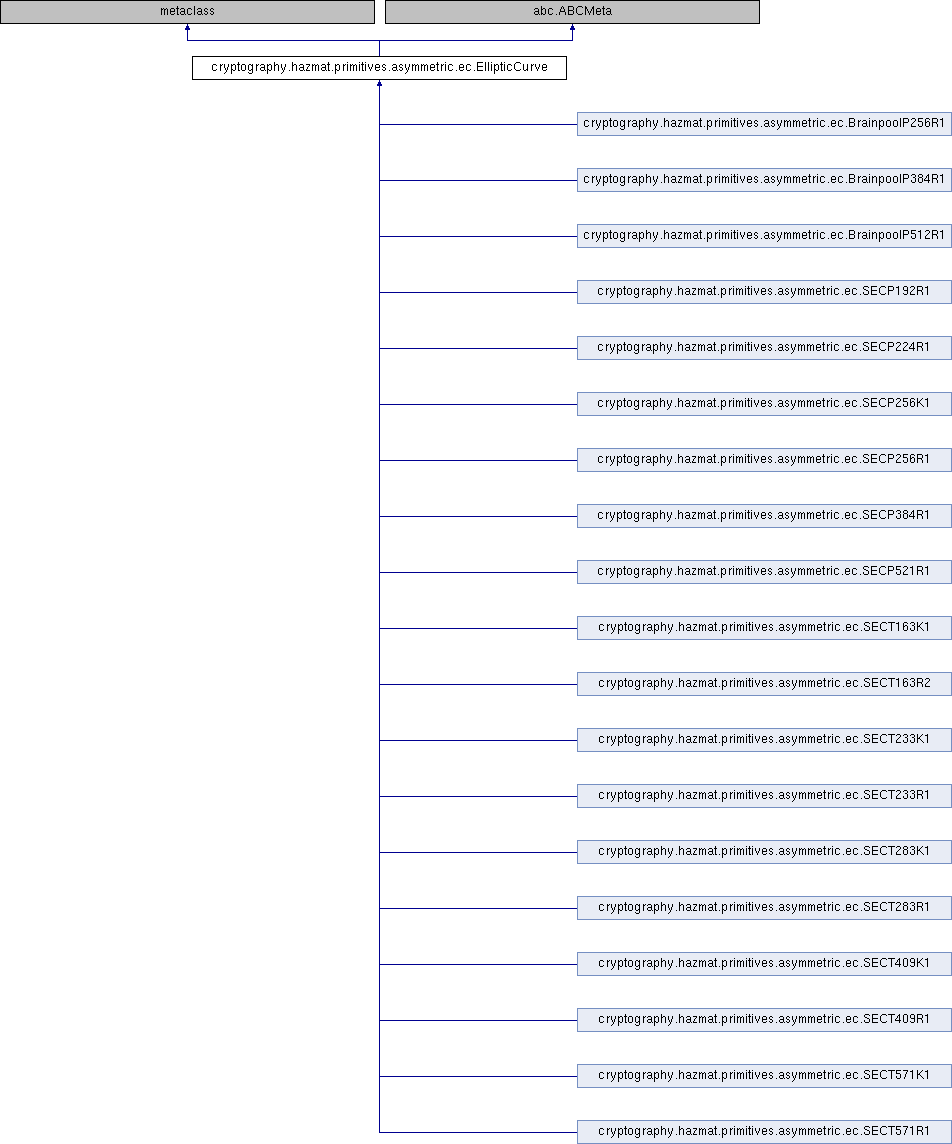 metaclass
abc.ABCMeta
cryptography.hazmat.primitives.asymmetric.ec.EllipticCurve
cryptography.hazmat.primitives.asymmetric.ec.BrainpoolP256R1
cryptography.hazmat.primitives.asymmetric.ec.BrainpoolP384R1
cryptography.hazmat.primitives.asymmetric.ec.BrainpoolP512R1
cryptography.hazmat.primitives.asymmetric.ec.SECP192R1
cryptography.hazmat.primitives.asymmetric.ec.SECP224R1
cryptography.hazmat.primitives.asymmetric.ec.SECP256K1
cryptography.hazmat.primitives.asymmetric.ec.SECP256R1
cryptography.hazmat.primitives.asymmetric.ec.SECP384R1
cryptography.hazmat.primitives.asymmetric.ec.SECP521R1
cryptography.hazmat.primitives.asymmetric.ec.SECT163K1
cryptography.hazmat.primitives.asymmetric.ec.SECT163R2
cryptography.hazmat.primitives.asymmetric.ec.SECT233K1
cryptography.hazmat.primitives.asymmetric.ec.SECT233R1
cryptography.hazmat.primitives.asymmetric.ec.SECT283K1
cryptography.hazmat.primitives.asymmetric.ec.SECT283R1
cryptography.hazmat.primitives.asymmetric.ec.SECT409K1
cryptography.hazmat.primitives.asymmetric.ec.SECT409R1
cryptography.hazmat.primitives.asymmetric.ec.SECT571K1
cryptography.hazmat.primitives.asymmetric.ec.SECT571R1